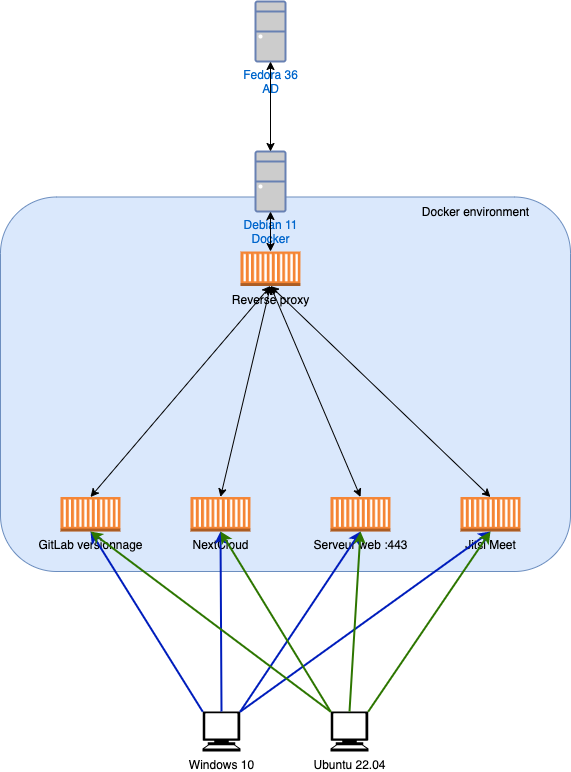 Fedora 36
AD
Docker environment
Debian 11
Docker
Reverse proxy
GitLab versionnage
NextCloud
Serveur web :443
Jitsi Meet
Windows 10
Ubuntu 22.04